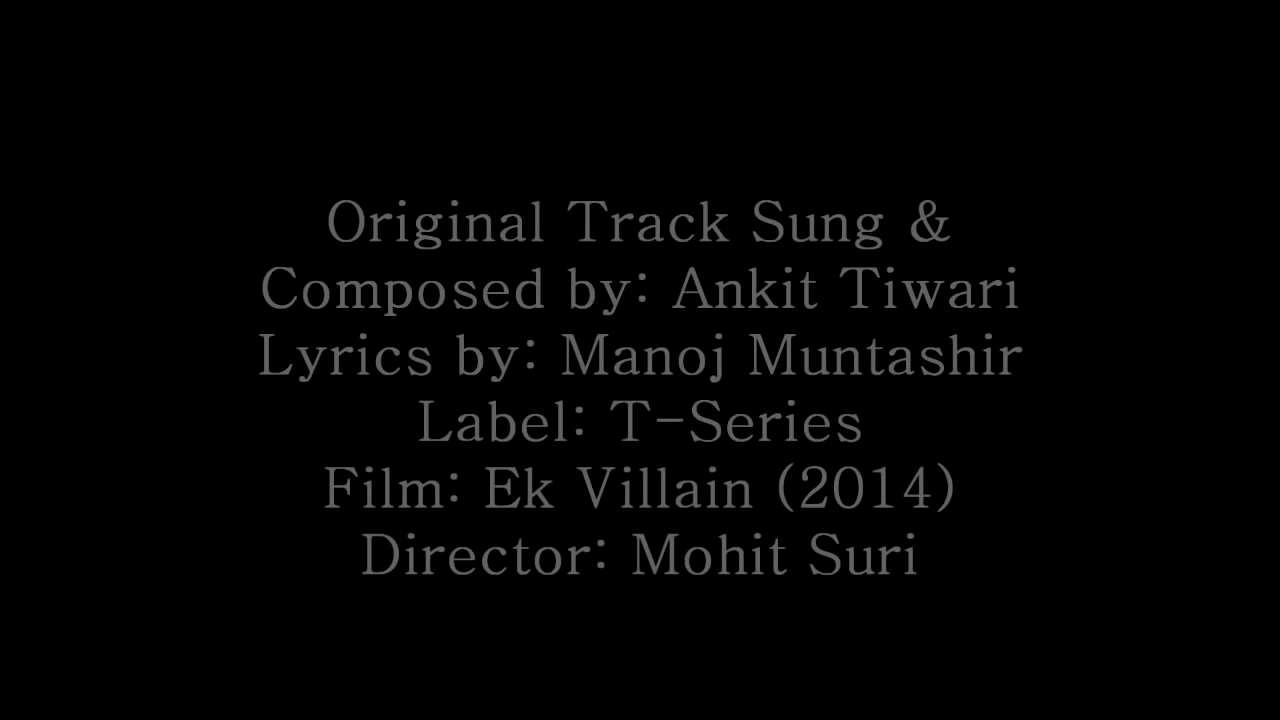 Original Track Sung &
Composed by: Ankit Tiwari
Lyrics by: Manoj Muntashir
Label: T-Series
Film: Ek Villain (2014)
Director: Mohit Suri